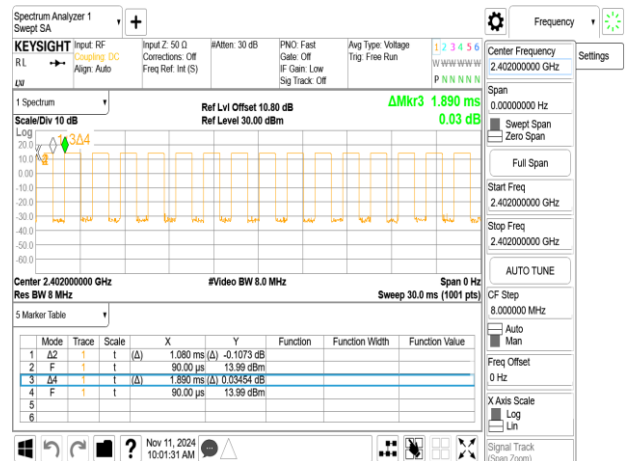 Spectrum Analyzer 1
Swept SA
Frequency
KEYSIGHT
Input: RF
Input Z: 50 Ω
#Atten: 30 dB
PNO: Fast
Avg Type: Voltage
1 2 3 4 5 6
RL
Coupling: DC
Corrections: Off
Gate: Off
Trig: Free Run
W W W W W W
Align: Auto
Freq Ref: Int (S)
IF Gain: Low
P N N N N N
LXI
Sig Track: Off
1 Spectrum
Ref Lvl Offset 10.80 dB
ΔMkr3 1.890 ms
Scale/Div 10 dB
Ref Level 30.00 dBm
0.03 dB
Log
3Δ4
20.0
10.0
0.00
-10.0
-20.0
-30.0
-40.0
-50.0
-60.0
Center 2.402000000 GHz
#Video BW 8.0 MHz
Span 0 Hz
Res BW 8 MHz
Sweep 30.0 ms (1001 pts)
5 Marker Table
Mode Trace Scale X Y Function Function Width Function Value
1 Δ2 1 t (Δ) 1.080 ms (Δ) -0.1073 dB
2 F 1 t 90.00 µs 13.99 dBm
3 Δ4 1 t (Δ) 1.890 ms (Δ) 0.03454 dB
4 F 1 t 90.00 µs 13.99 dBm
5
6
Nov 11, 2024
10:01:31 AM
Settings
Center Frequency
2.402000000 GHz
Span
0.00000000 Hz
Swept Span
Zero Span
Full Span
Start Freq
2.402000000 GHz
Stop Freq
2.402000000 GHz
AUTO TUNE
CF Step
8.000000 MHz
Auto
Man
Freq Offset
0 Hz
X Axis Scale
Log
Lin
Signal Track
(Span Zoom)